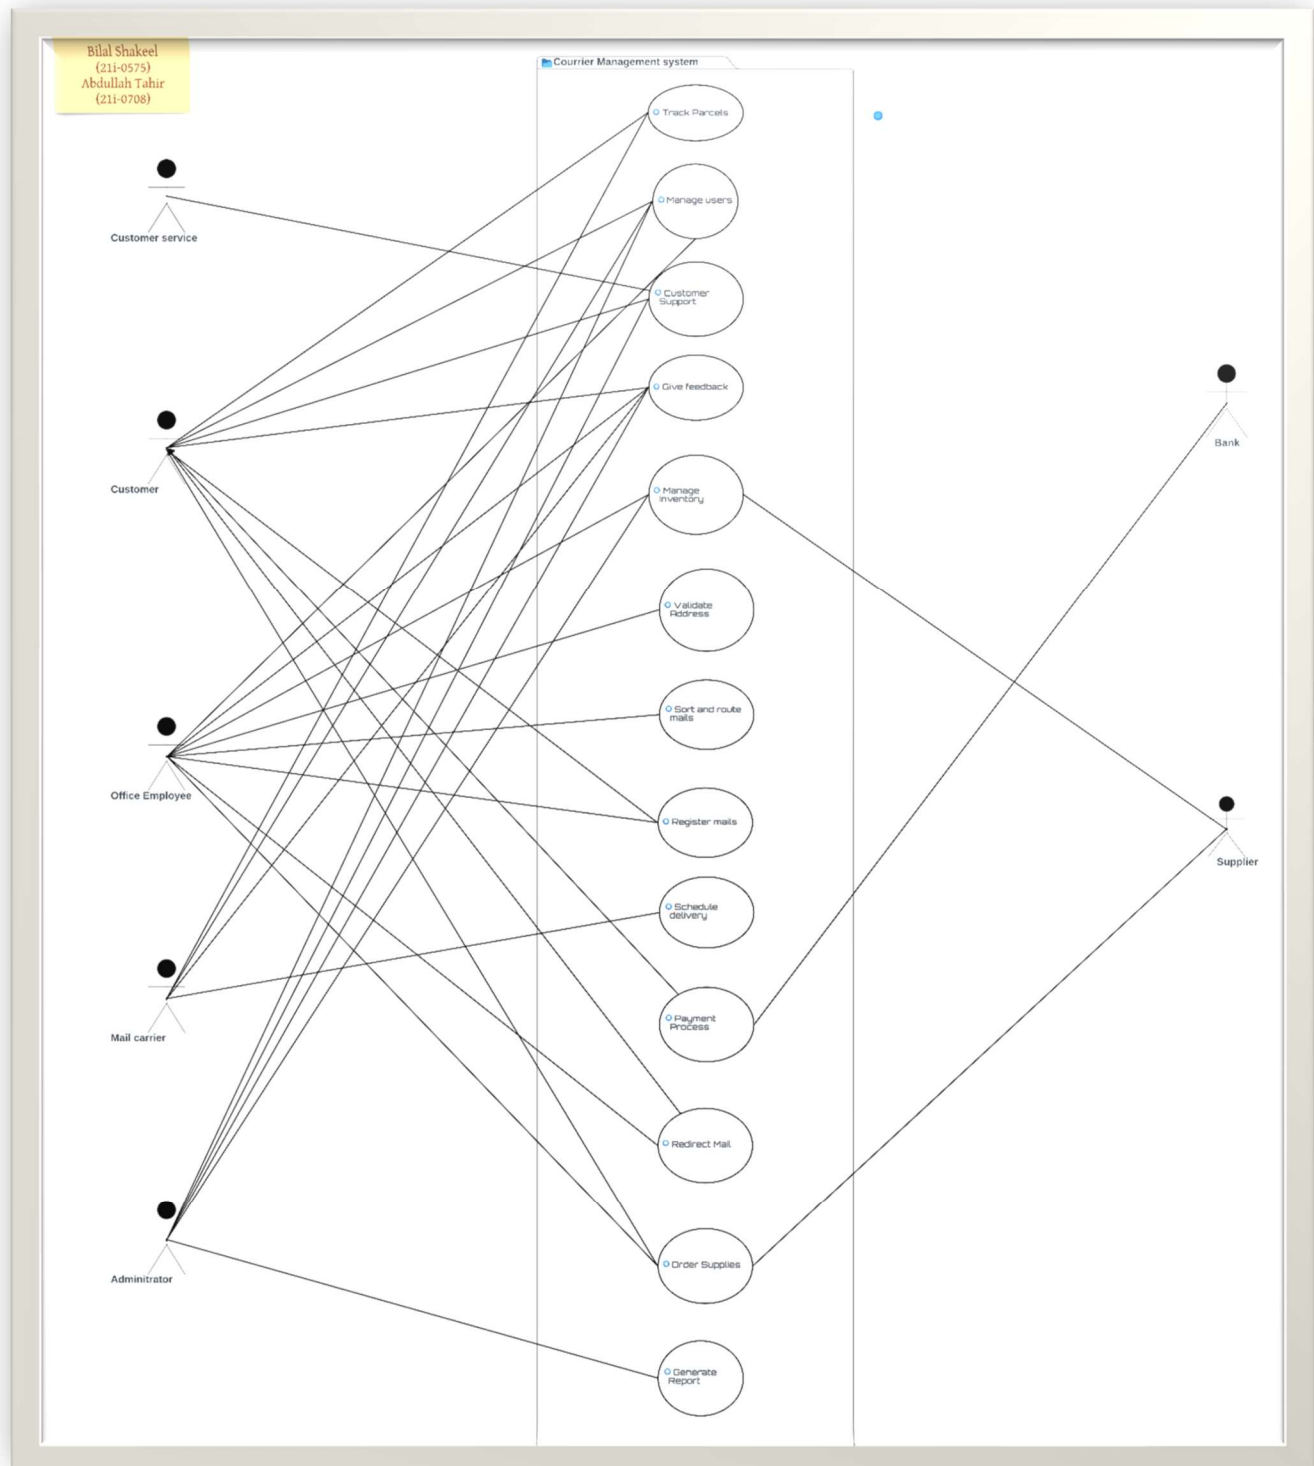 Bilal Shakeel
(21i-0575)
Abdullah Tahir
(21i-0708)
Courrier Management system
Track Parcels
Manage users
Customer service
Customer
Support
Give feedback
Bank
Manage
inventory
Customer
Validate
Address
Sort and route
mails
Office Employee
Register mails
Supplier
Schedule
delivery
Payment
Process
Mail carrier
Redirect Mail
Order Supplies
Adminitrator
Generate
Report